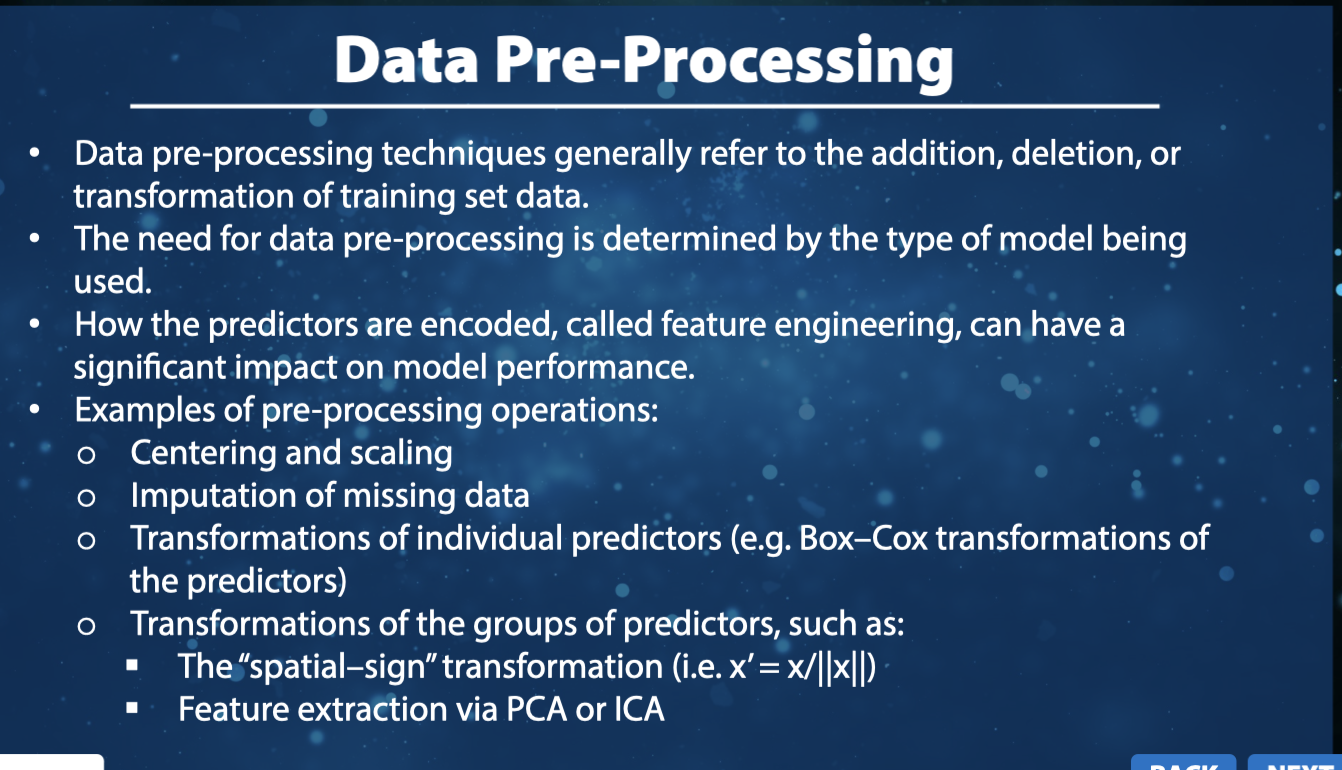 Data Pre-Processing
• Data pre-processing techniques generally refer to the addition, deletion, or
transformation of training set data.
• The need for data pre-processing is determined by the type of model being
used.
• How the predictors are encoded, called feature engineering, can have a
significant impact on model performance.
• Examples of pre-processing operations:
○ Centering and scaling
○ Imputation of missing data
○ Transformations of individual predictors (e.g. Box–Cox transformations of
the predictors)
○ Transformations of the groups of predictors, such as:
▪ The “spatial–sign” transformation (i.e. x’ = x/||x||)
▪ Feature extraction via PCA or ICA
BACK NEXT